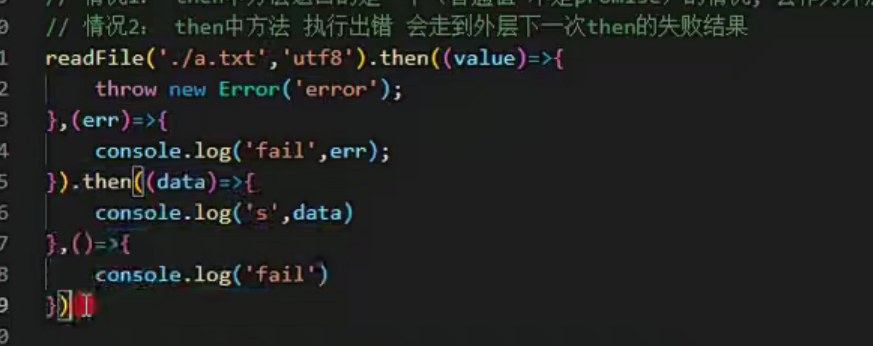 // 情况1: then中方法返回的是一个（普通值 不是promise）的情况, 会作为外层
0 // 情况2: then中方法 执行出错 会走到外层下一次then的失败结果
1 readFile('./a.txt','utf8').then((value)=>{
2 throw new Error('error');
3 },(err)=>{
4 console.log('fail',err);
5 }).then((data)=>{
6 console.log('s',data)
7 },()=>{
8 console.log('fail')
9 })
0